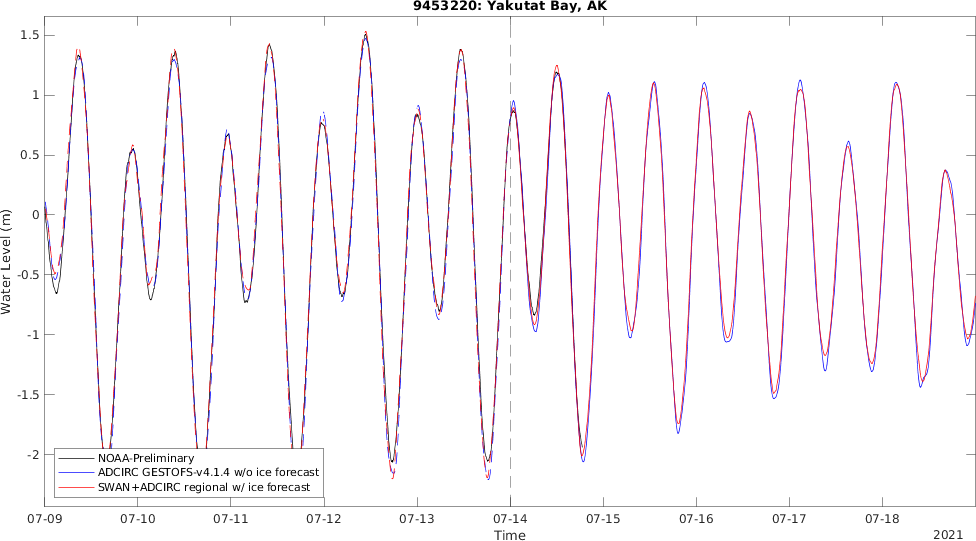 9453220: Yakutat Bay, AK
Water Level (m)
1.5
1
0.5
0
-0.5
-1
-1.5
-2
NOAA-Preliminary
ADCIRC GESTOFS-v4.1.4 w/o ice forecast
SWAN+ADCIRC regional w/ ice forecast
07-09 07-10 07-11 07-12 07-13 07-14 07-15 07-16 07-17 07-18
Time
2021